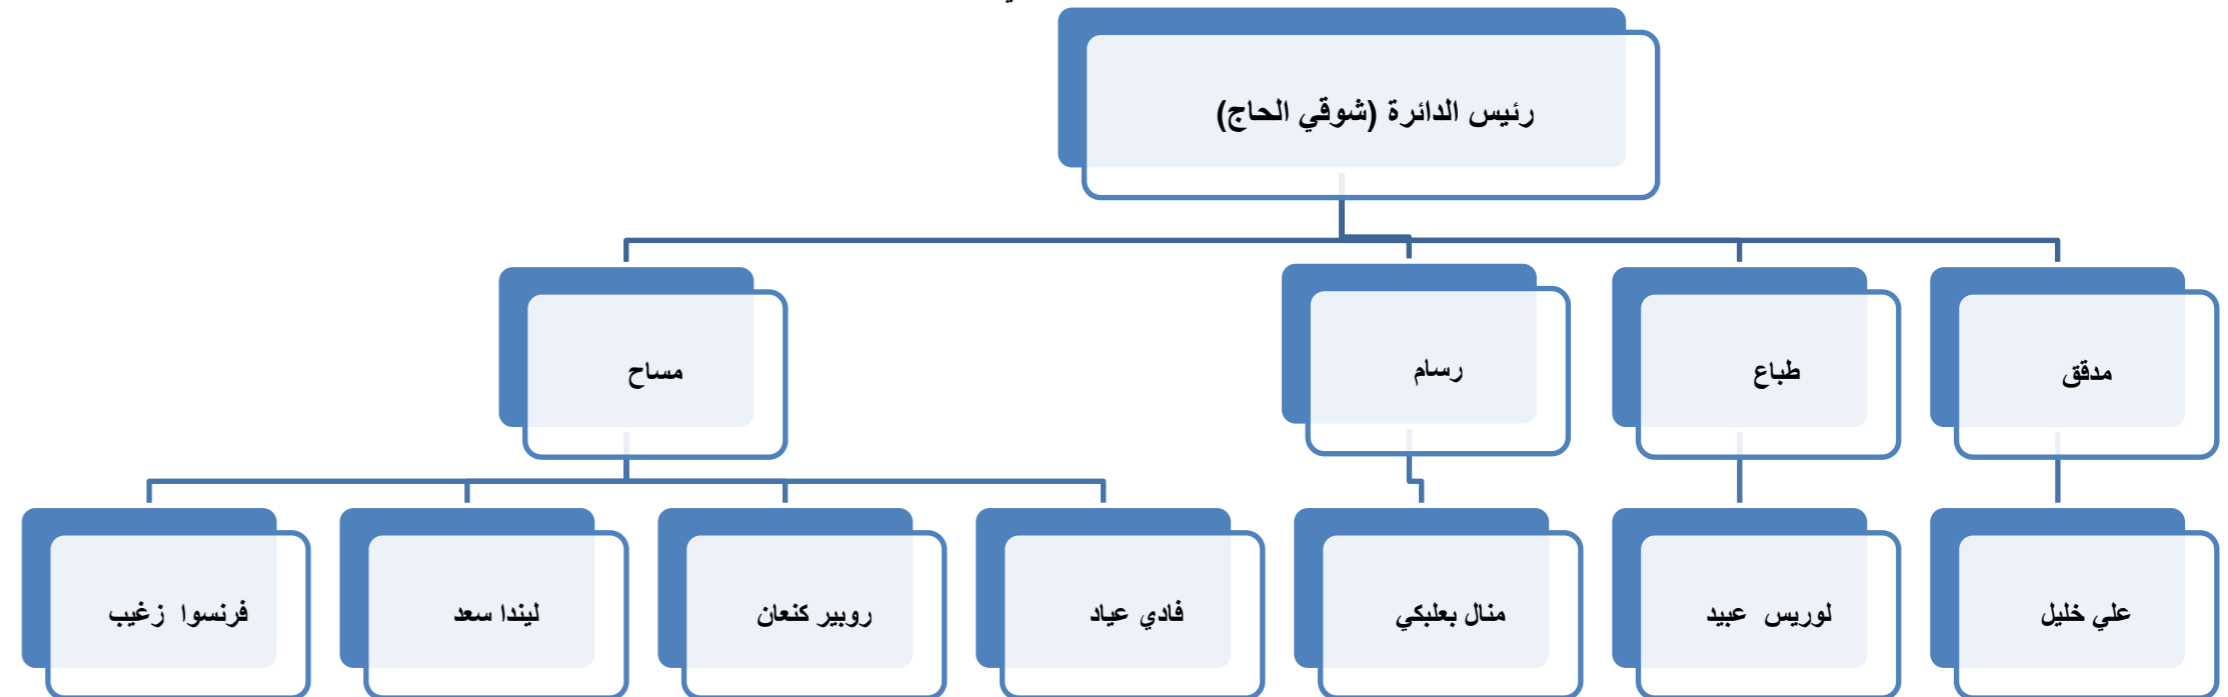 رئيس الدائرة (شوقي الحاج)
مدقق
طباع
رسام
مساح
علي خليل
لوريس عبيد
منال بعلبكي
فادي عياد
روبير كنعان
ليندا سعد
فرنسوا زغيب